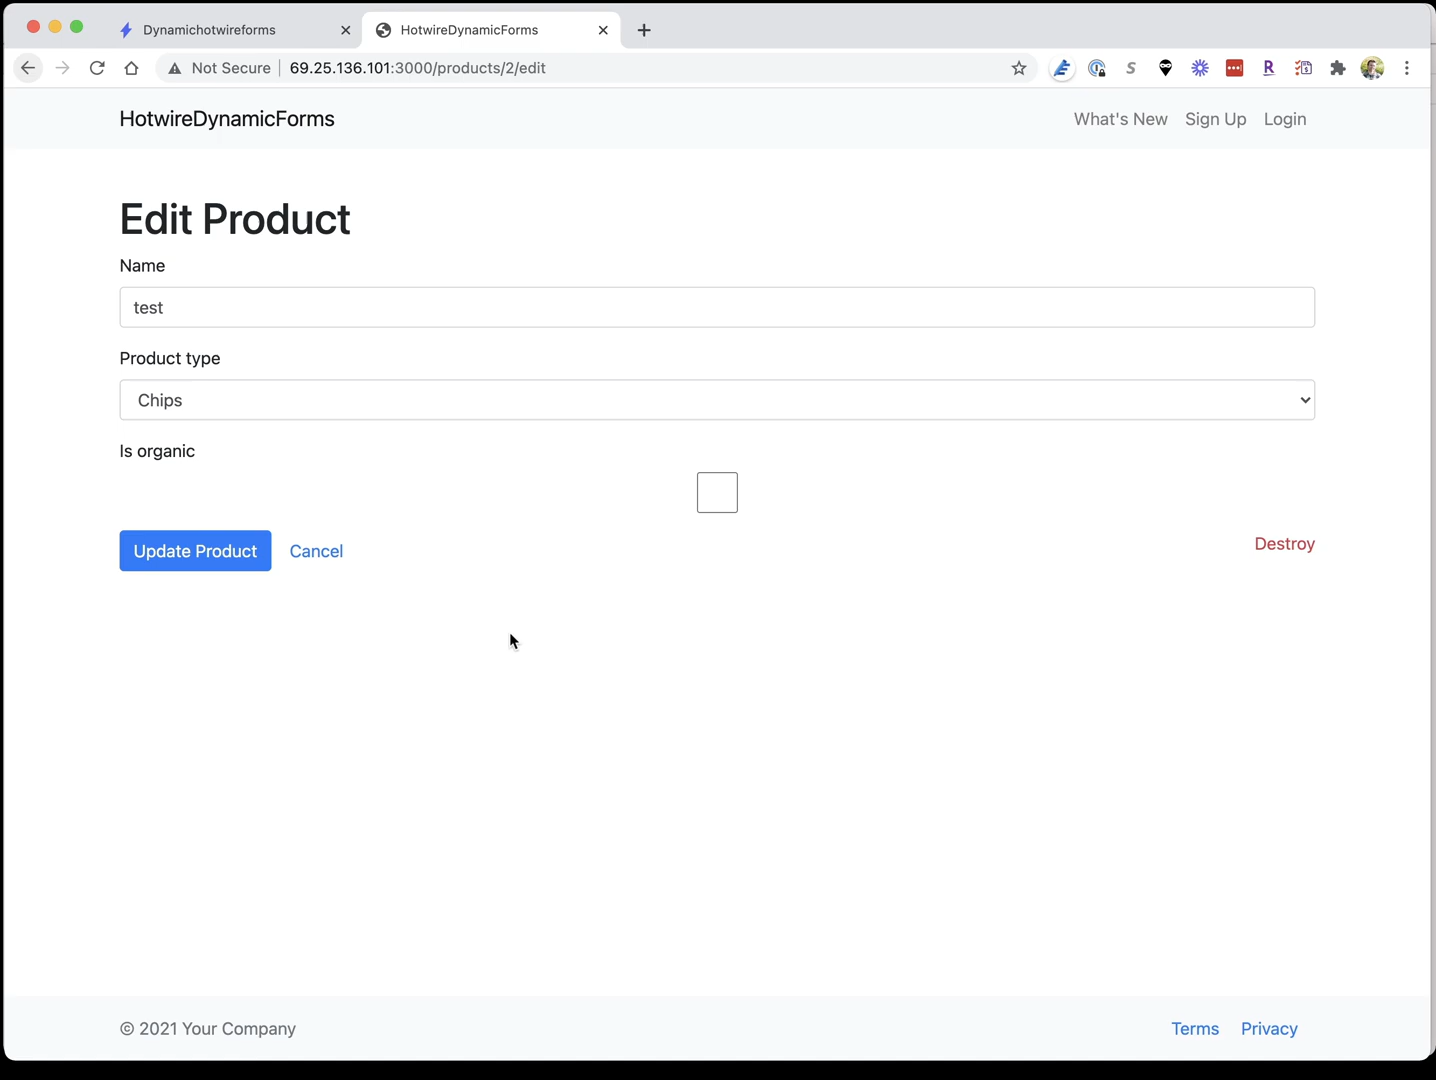 Dynamichotwireforms
HotwireDynamicForms
Not Secure 69.25.136.101:3000/products/2/edit
HotwireDynamicForms
What's New Sign Up Login
Edit Product
Name
test
Product type
Chips
Is organic
Update Product Cancel Destroy
© 2021 Your Company
Terms Privacy